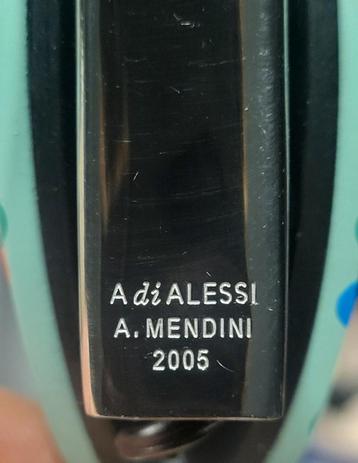 A di ALESSI
A. MENDINI
2005